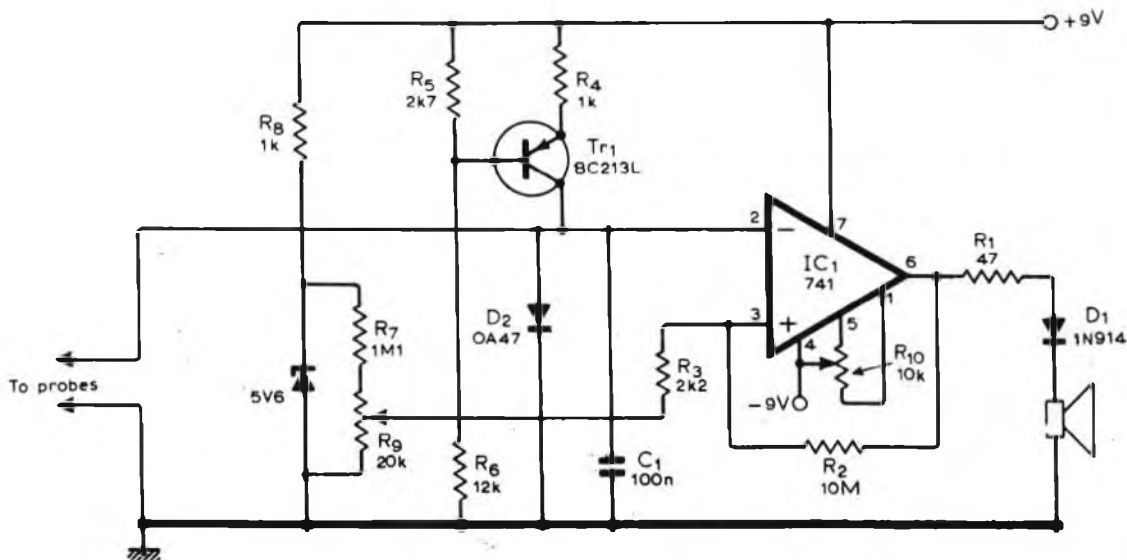 +9V
R5
2k7
R4
1k
R8
1k
Tr1
BC213L
2
7
IC1
741
6
R1
47
1
3
5
4
D2
OA47
R7
1M1
R3
2k2
R10
10k
D1
1N914
To probes
5V6
-9V
R9
20k
R6
12k
C1
100n
R2
10M